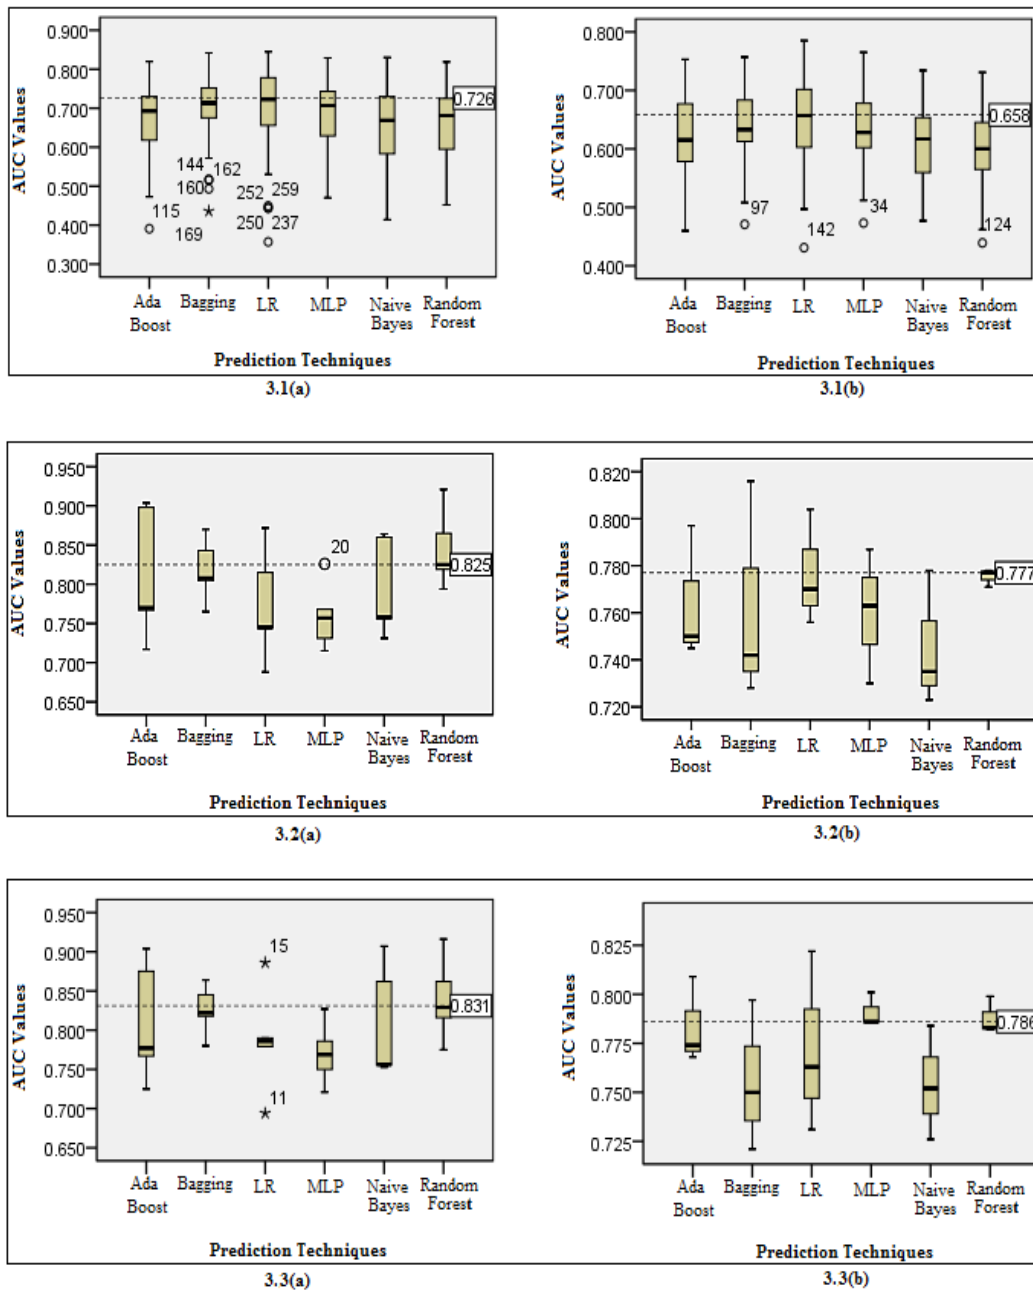 0.900
0.800
0.700
0.600
0.500
0.400
0.300
AUC Values
0.726
115
144
162
160
169
252
259
250
237
Ada Boost
Bagging
LR
MLP
Naive Bayes
Random Forest
Prediction Techniques
3.1(a)
0.800
0.700
0.600
0.500
0.400
AUC Values
0.658
97
142
34
124
Ada Boost
Bagging
LR
MLP
Naive Bayes
Random Forest
Prediction Techniques
3.1(b)
0.950
0.900
0.850
0.800
0.750
0.700
0.650
AUC Values
20
0.825
Ada Boost
Bagging
LR
MLP
Naive Bayes
Random Forest
Prediction Techniques
3.2(a)
0.820
0.800
0.780
0.760
0.740
0.720
AUC Values
0.777
Ada Boost
Bagging
LR
MLP
Naive Bayes
Random Forest
Prediction Techniques
3.2(b)
0.950
0.900
0.850
0.800
0.750
0.700
0.650
AUC Values
15
11
0.831
Ada Boost
Bagging
LR
MLP
Naive Bayes
Random Forest
Prediction Techniques
3.3(a)
0.825
0.800
0.775
0.750
0.725
AUC Values
0.786
Ada Boost
Bagging
LR
MLP
Naive Bayes
Random Forest
Prediction Techniques
3.3(b)